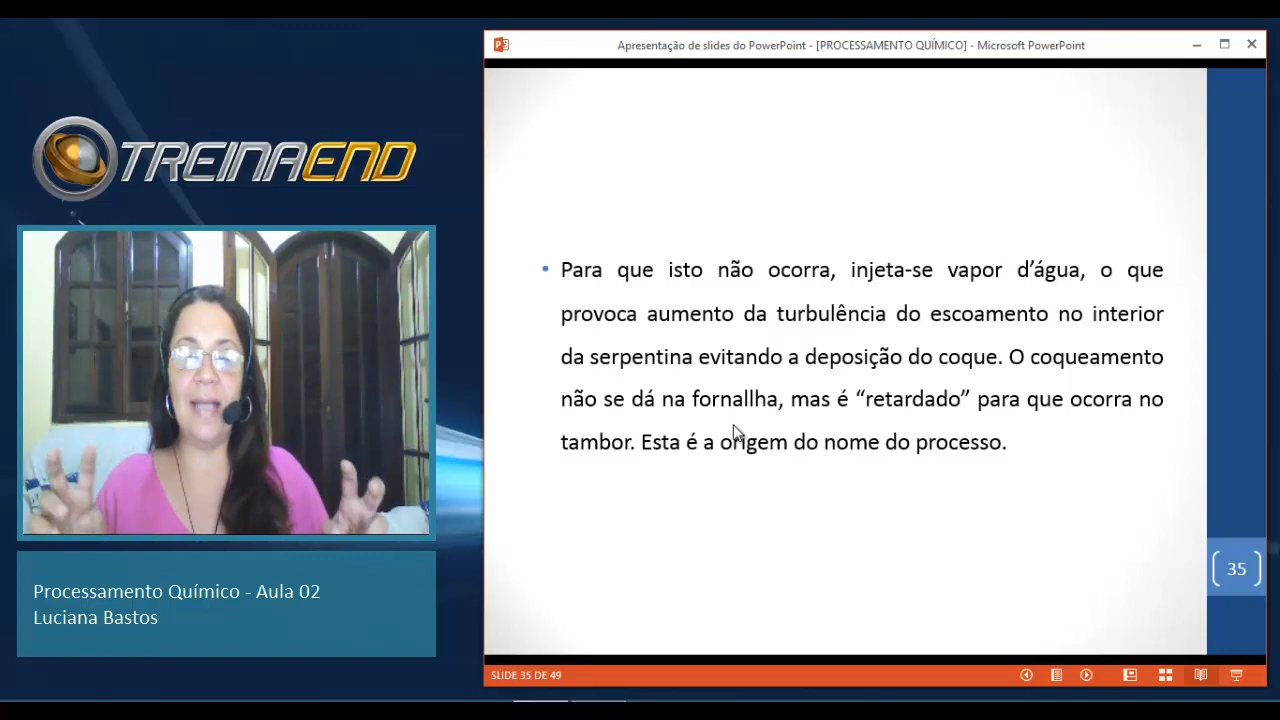 Apresentação de slides do PowerPoint - [PROCESSAMENTO QUÍMICO] - Microsoft PowerPoint
TREINAEND
• Para que isto não ocorra, injeta-se vapor d’água, o que
provoca aumento da turbulência do escoamento no interior
da serpentina evitando a deposição do coque. O coqueamento
não se dá na fornallha, mas é “retardado” para que ocorra no
tambor. Esta é a origem do nome do processo.
35
Processamento Químico - Aula 02
Luciana Bastos
SLIDE 35 DE 49